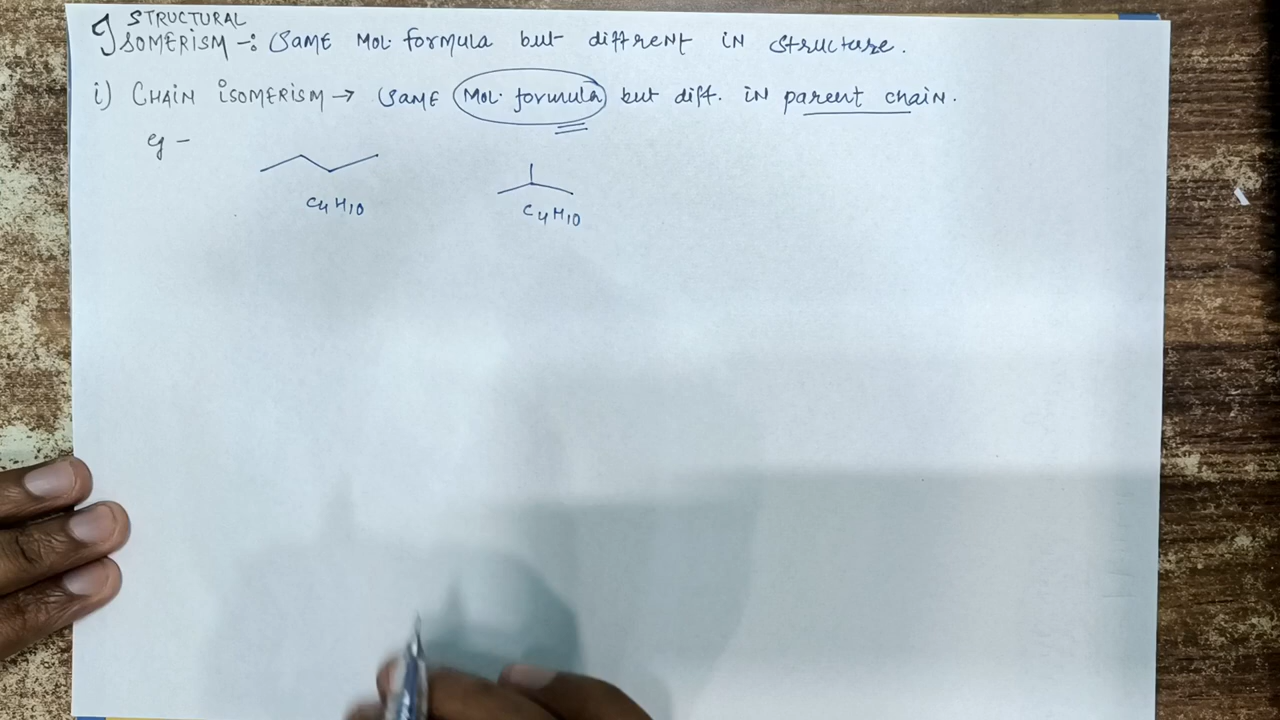 STRUCTURAL
ISOMERISM -: SAME MOL. formula but different IN structure.
i) CHAIN isOMERISM → SAME MOL. formula but diff. IN parent chain.
eg -
C4H10 C4H10